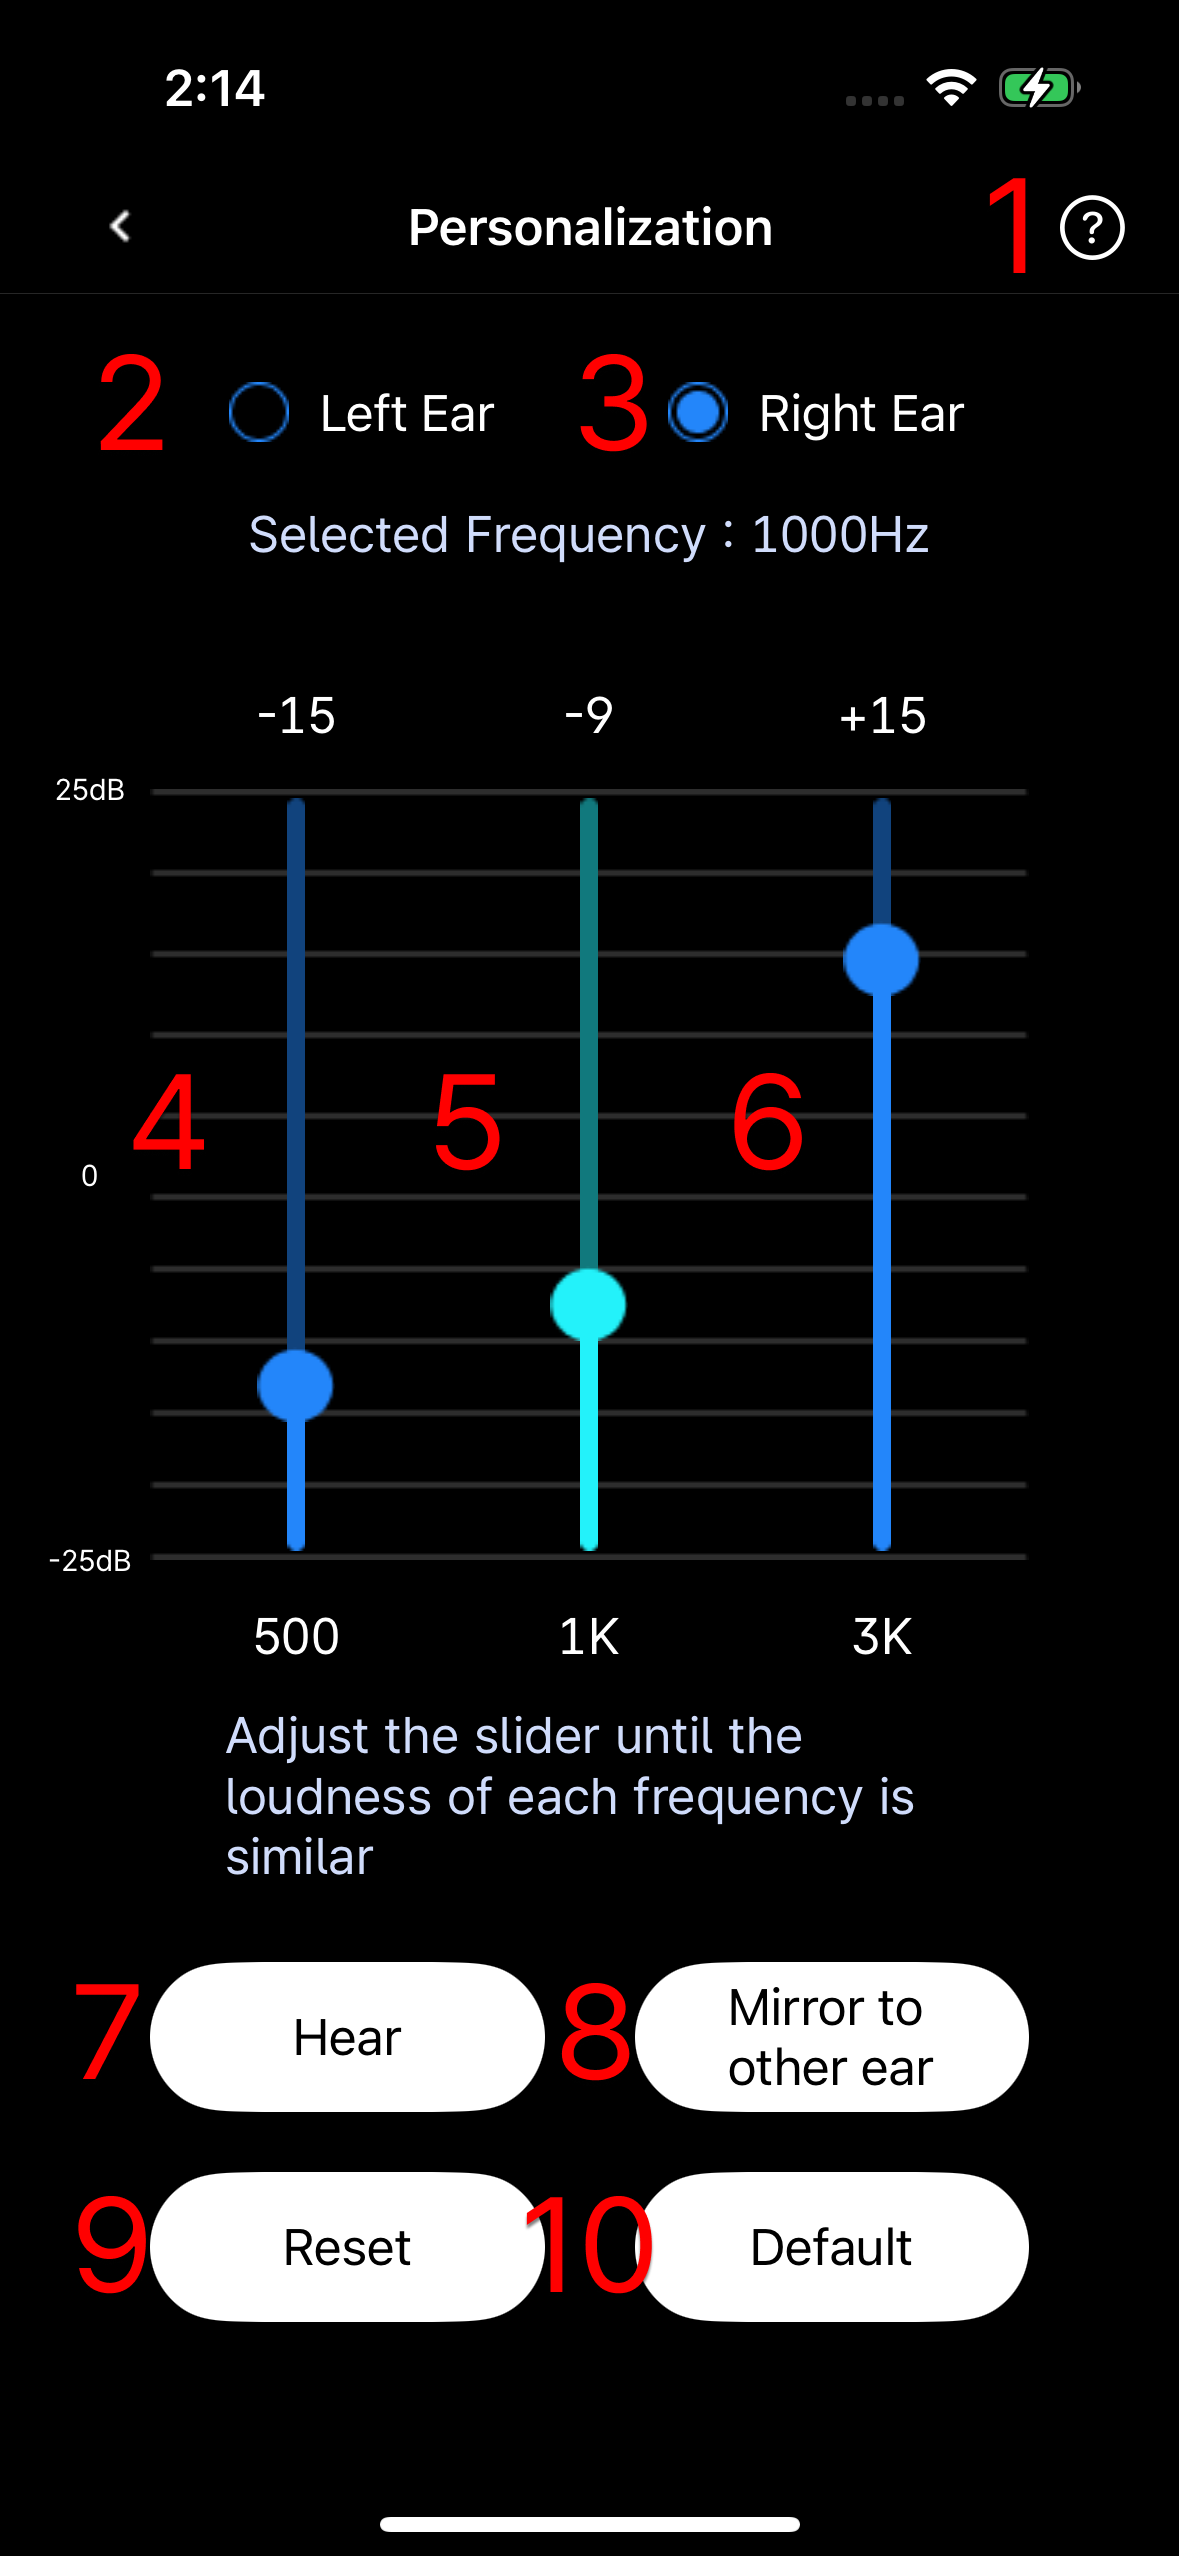 2:14
Personalization
1
?
2
Left Ear
3
Right Ear
Selected Frequency : 1000Hz
-15
-9
+15
25dB
4
5
6
0
-25dB
500
1K
3K
Adjust the slider until the
loudness of each frequency is
similar
7
Hear
8
Mirror to
other ear
9
Reset
10
Default